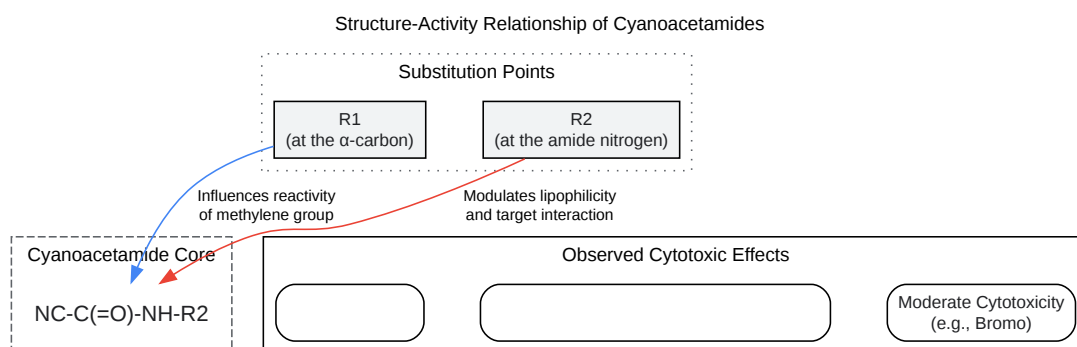 Structure-Activity Relationship of Cyanoacetamides
Substitution Points
R1
(at the α-carbon)
R2
(at the amide nitrogen)
Influences reactivity
of methylene group
Modulates lipophilicity
and target interaction
Cyanoacetamide Core
NC-C(=O)-NH-R2
Observed Cytotoxic Effects
Moderate Cytotoxicity
(e.g., Bromo)